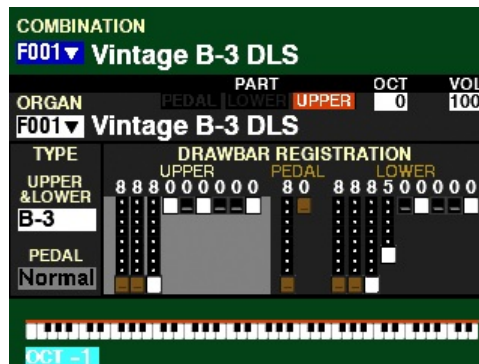 COMBINATION
F001▼ Vintage B-3 DLS
PART OCT VOL
ORGAN PEDAL LOWER UPPER 0 100
F001▼ Vintage B-3 DLS
TYPE DRAWBAR REGISTRATION
UPPER PEDAL LOWER
UPPER 888000000 80 888500000
&LOWER
B-3
PEDAL
Normal
OCT -1